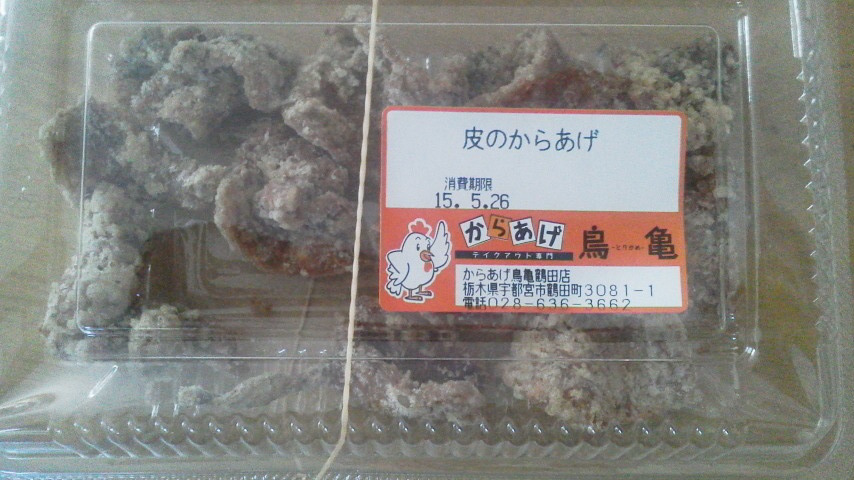 皮のからあげ
消費期限
15. 5.26
からあげ 鳥亀
-とりがめ-
テイクアウト専門
からあげ鳥亀鶴田店
栃木県宇都宮市鶴田町3081-1
電話028-636-3662